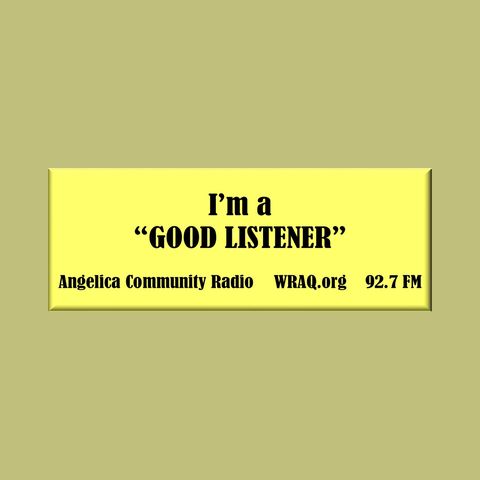 I’m a
“GOOD LISTENER”
Angelica Community Radio WRAQ.org 92.7 FM